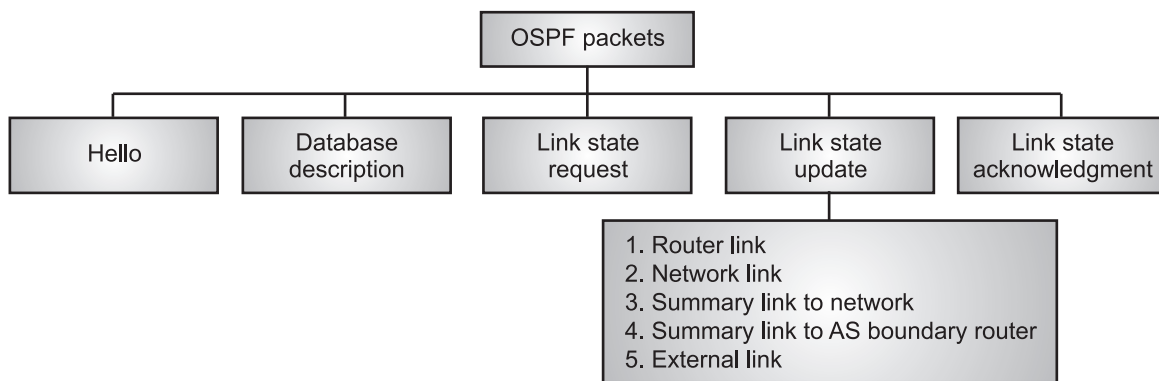 OSPF packets
Hello
Database
description
Link state
request
Link state
update
Link state
acknowledgment
1. Router link
2. Network link
3. Summary link to network
4. Summary link to AS boundary router
5. External link